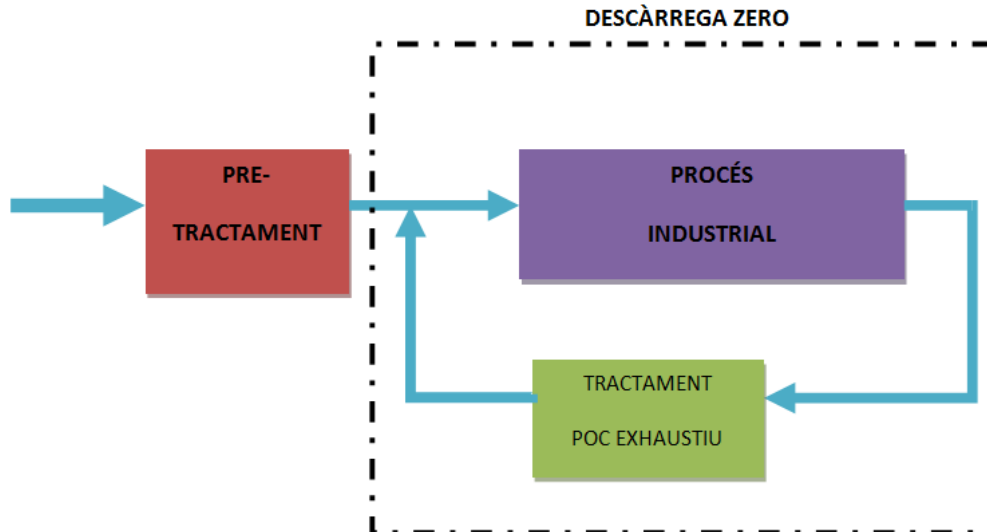 DESCÀRREGA ZERO
PRE-
TRACTAMENT
PROCÉS
INDUSTRIAL
TRACTAMENT
POC EXHAUSTIU